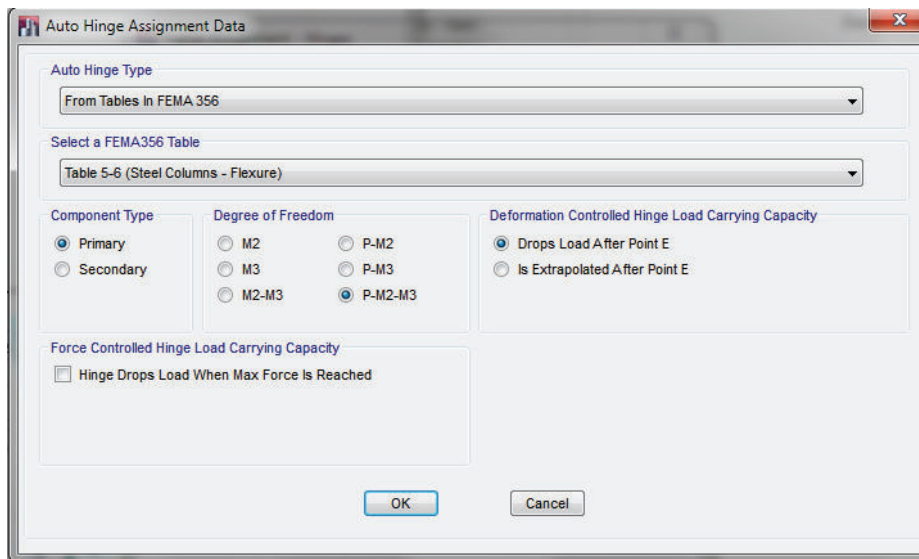 Auto Hinge Assignment Data
Auto Hinge Type
From Tables In FEMA 356
Select a FEMA356 Table
Table 5-6 (Steel Columns - Flexure)
Component Type
Primary
Secondary
Degree of Freedom
M2
P-M2
M3
P-M3
M2-M3
P-M2-M3
Deformation Controlled Hinge Load Carrying Capacity
Drops Load After Point E
Is Extrapolated After Point E
Force Controlled Hinge Load Carrying Capacity
Hinge Drops Load When Max Force Is Reached
OK
Cancel